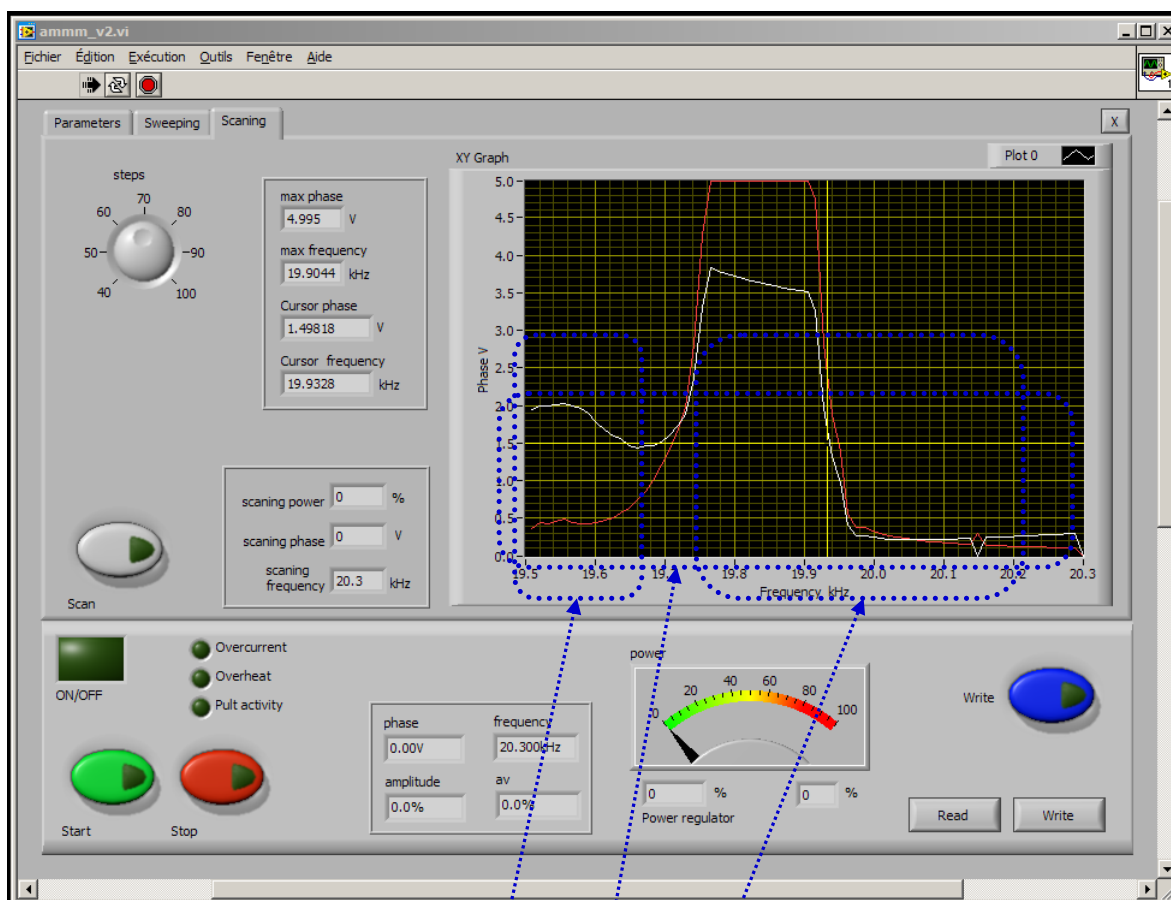 ammm_v2.vi
Fichier Édition Exécution Outils Fenêtre Aide
Parameters Sweeping Scaning X
steps
40 50 60 70 80 90 100
max phase
4.995 V
max frequency
19.9044 kHz
Cursor phase
1.49818 V
Cursor frequency
19.9328 kHz
XY Graph
Plot 0
5.0
4.5
4.0
3.5
3.0
2.5
2.0
1.5
1.0
0.5
0.0
Phase V
19.5 19.6 19.7 19.8 19.9 20.0 20.1 20.2 20.3
Frequency kHz
scaning power 0 %
scaning phase 0 V
scaning
frequency 20.3 kHz
Scan
ON/OFF
Overcurrent
Overheat
Pult activity
Start
Stop
phase
0.00V
frequency
20.300kHz
amplitude
0.0%
av
0.0%
power
0 20 40 60 80 100
0 % 0 %
Power regulator
Write
Read Write